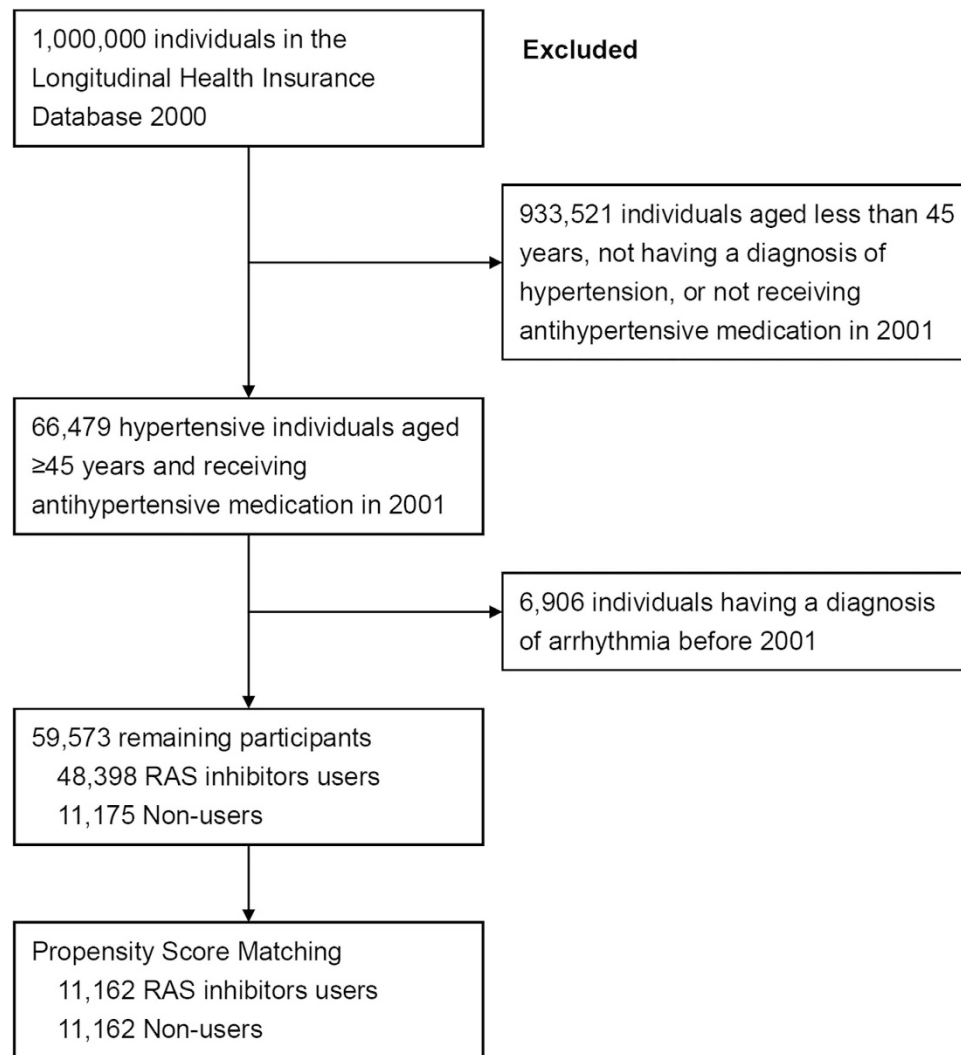 1,000,000 individuals in the
Longitudinal Health Insurance
Database 2000
Excluded
933,521 individuals aged less than 45
years, not having a diagnosis of
hypertension, or not receiving
antihypertensive medication in 2001
66,479 hypertensive individuals aged
≥45 years and receiving
antihypertensive medication in 2001
6,906 individuals having a diagnosis
of arrhythmia before 2001
59,573 remaining participants
48,398 RAS inhibitors users
11,175 Non-users
Propensity Score Matching
11,162 RAS inhibitors users
11,162 Non-users